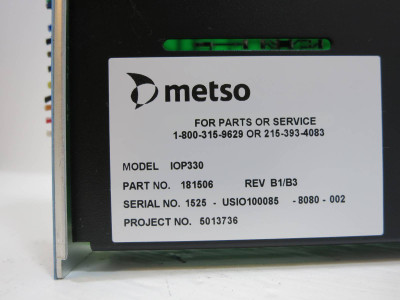 metso
FOR PARTS OR SERVICE
1-800-315-9629 OR 215-393-4083
MODEL IOP330
PART NO. 181506 REV B1/B3
SERIAL NO. 1525 - USIO100085 - 8080 - 002
PROJECT NO. 5013736